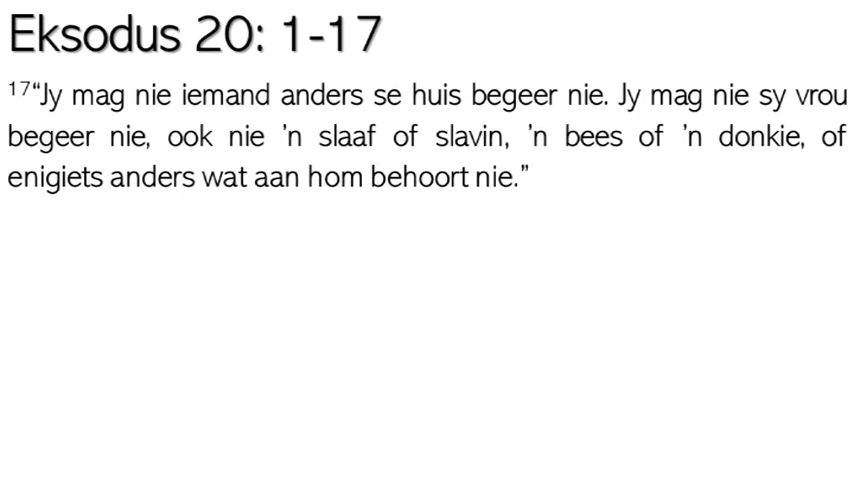 Eksodus 20: 1-17
¹⁷“Jy mag nie iemand anders se huis begeer nie. Jy mag nie sy vrou
begeer nie, ook nie ’n slaaf of slavin, ’n bees of ’n donkie, of
enigiets anders wat aan hom behoort nie.”